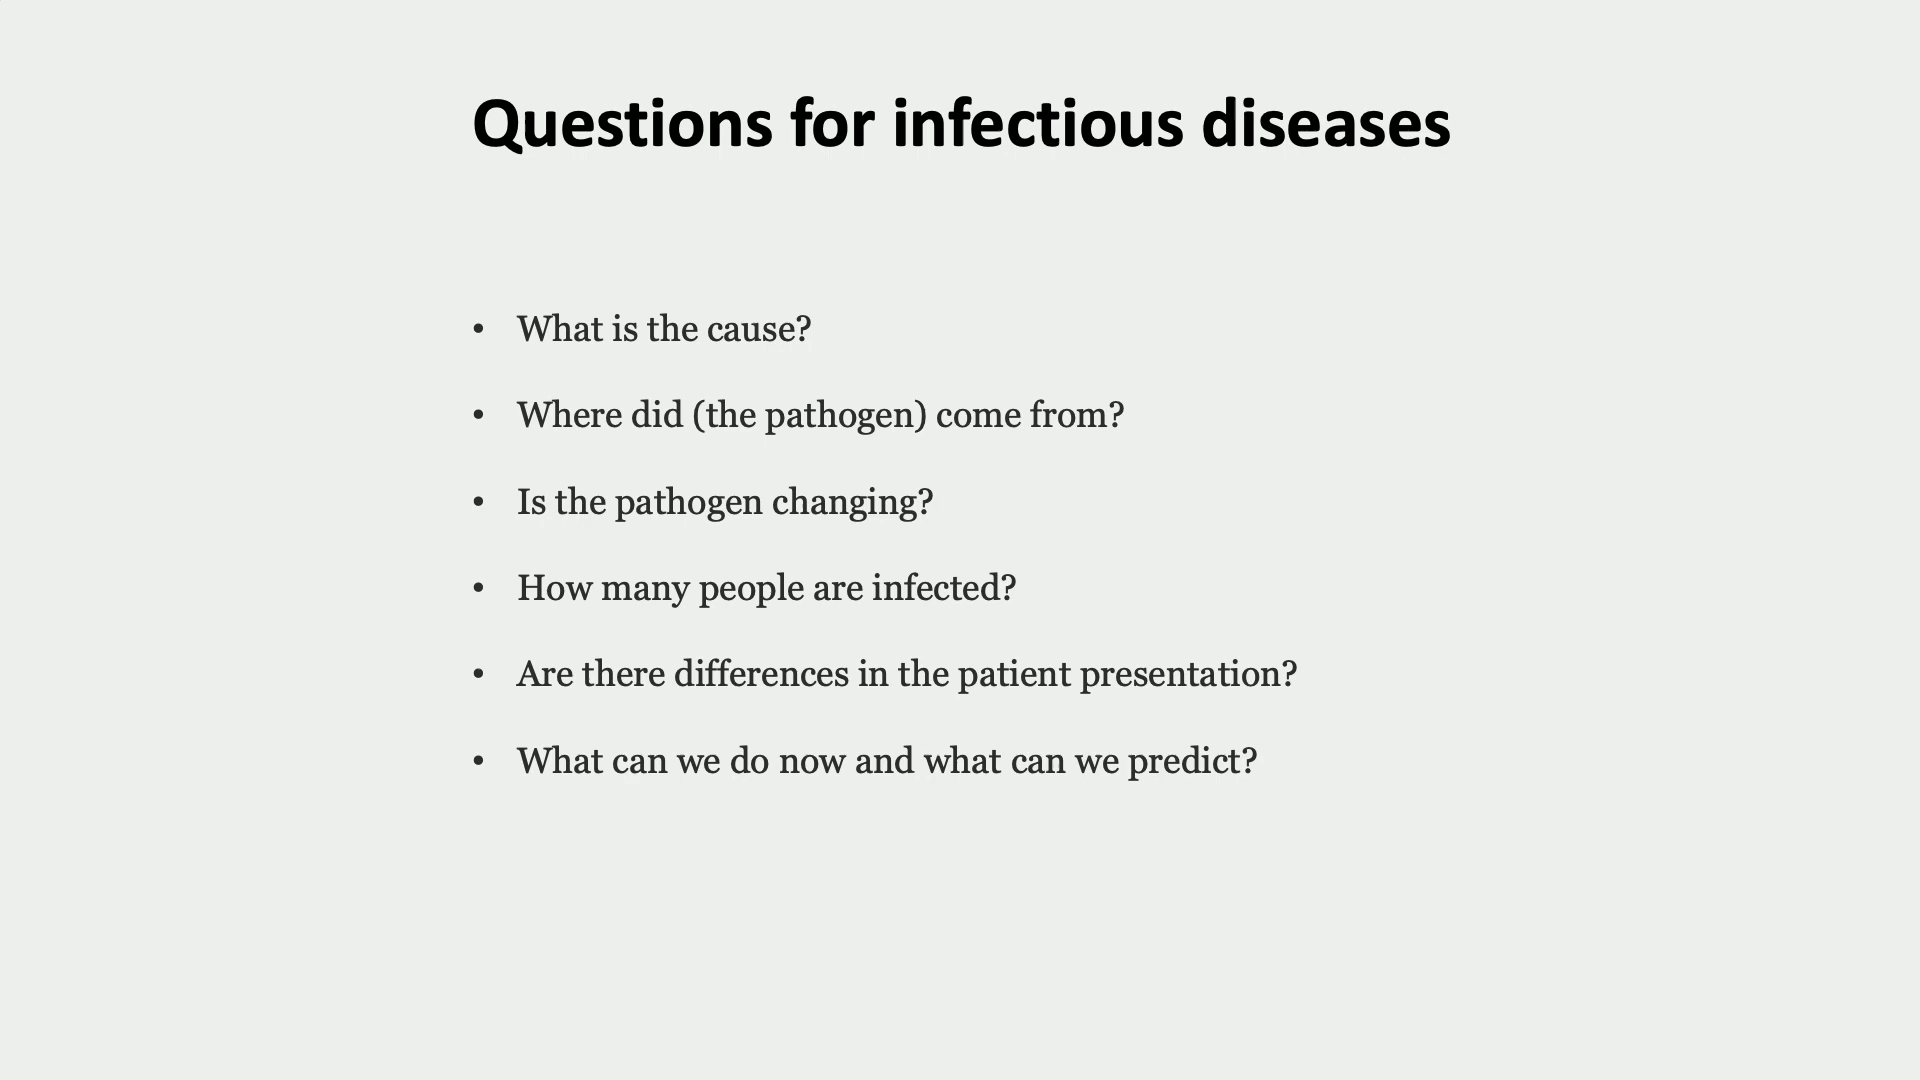 Questions for infectious diseases
• What is the cause?
• Where did (the pathogen) come from?
• Is the pathogen changing?
• How many people are infected?
• Are there differences in the patient presentation?
• What can we do now and what can we predict?